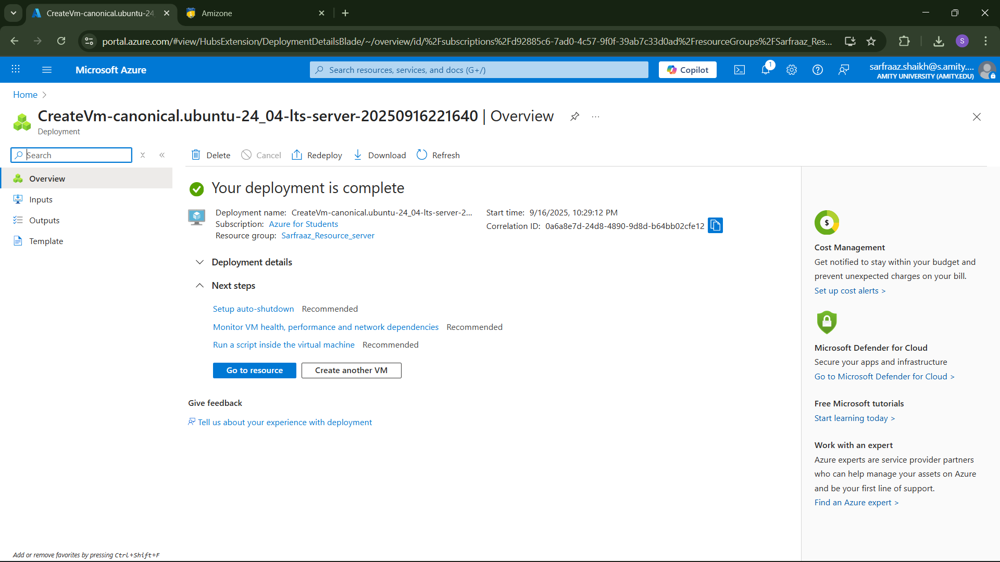 CreateVm-canonical.ubuntu-24_
Amizone
portal.azure.com/#view/HubsExtension/DeploymentDetailsBlade/~/overview/id/%2Fsubscriptions%2Fd92885c6-7ad0-4c57-9f0f-39ab7c33d0ad%2FresourceGroups%2FSarfraaz_Res...
S
Microsoft Azure
Search resources, services, and docs (G+/)
Copilot
1
sarfraaz.shaikh@s.amity....
AMITY UNIVERSITY (AMITY.EDU)
Home
CreateVm-canonical.ubuntu-24_04-lts-server-20250916221640 | Overview
...
Deployment
Search
Delete
Cancel
Redeploy
Download
Refresh
Overview
Inputs
Outputs
Template
Your deployment is complete
Deployment name: CreateVm-canonical.ubuntu-24_04-lts-server-2...
Subscription: Azure for Students
Resource group: Sarfraaz_Resource_server
Start time: 9/16/2025, 10:29:12 PM
Correlation ID: 0a6a8e7d-24d8-4890-9d8d-b64bb02cfe12
Deployment details
Next steps
Setup auto-shutdown Recommended
Monitor VM health, performance and network dependencies Recommended
Run a script inside the virtual machine Recommended
Go to resource
Create another VM
Give feedback
Tell us about your experience with deployment
$
Cost Management
Get notified to stay within your budget and
prevent unexpected charges on your bill.
Set up cost alerts >
Microsoft Defender for Cloud
Secure your apps and infrastructure
Go to Microsoft Defender for Cloud >
Free Microsoft tutorials
Start learning today >
Work with an expert
Azure experts are service provider partners
who can help manage your assets on Azure
and be your first line of support.
Find an Azure expert >
Add or remove favorites by pressing Ctrl+Shift+F